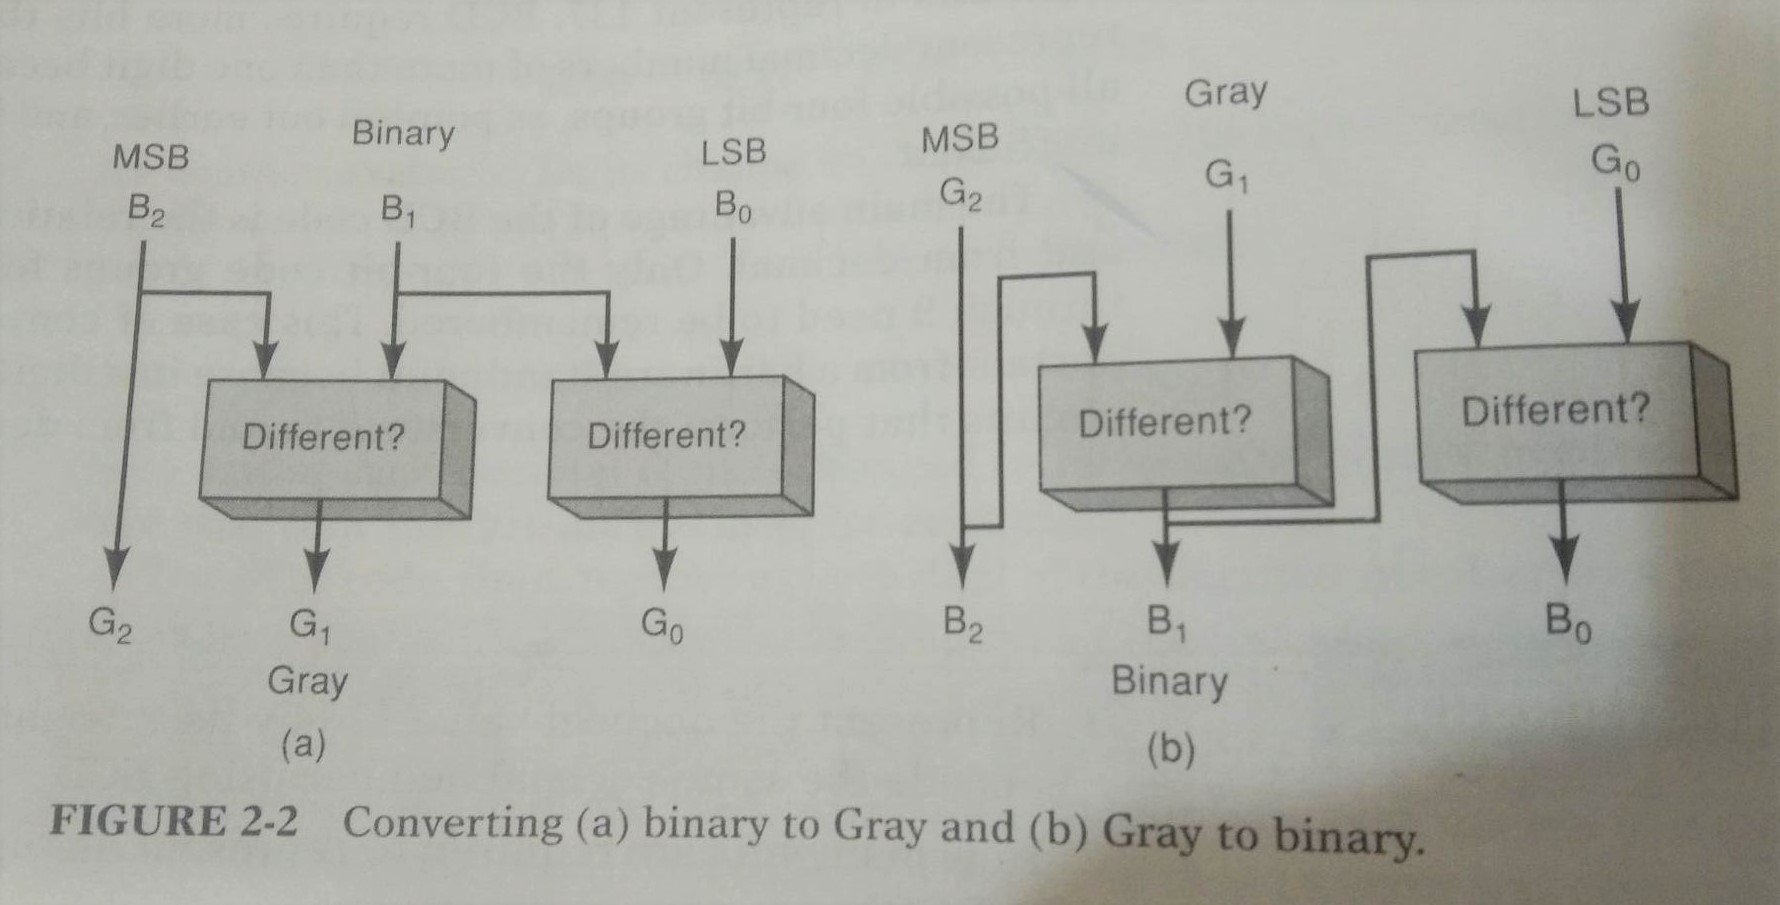 Binary
MSB
LSB
B₂
B₁
B₀
Different?
Different?
G₂
G₁
G₀
Gray
(a)
Gray
MSB
LSB
G₂
G₁
G₀
Different?
Different?
B₂
B₁
B₀
Binary
(b)
FIGURE 2-2 Converting (a) binary to Gray and (b) Gray to binary.